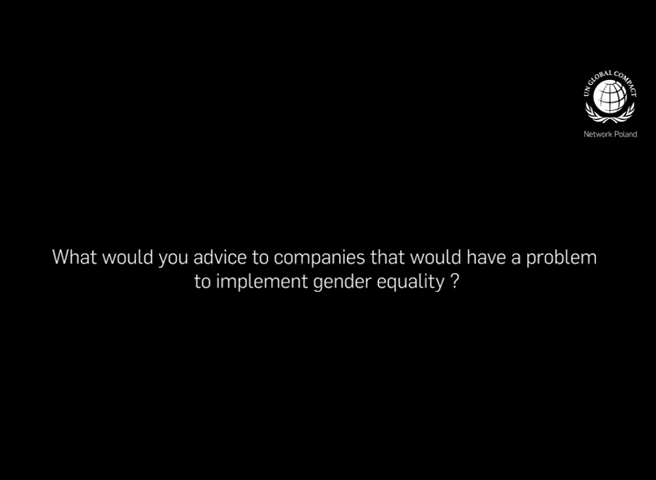 UN GLOBAL COMPACT
Network Poland
What would you advice to companies that would have a problem
to implement gender equality ?